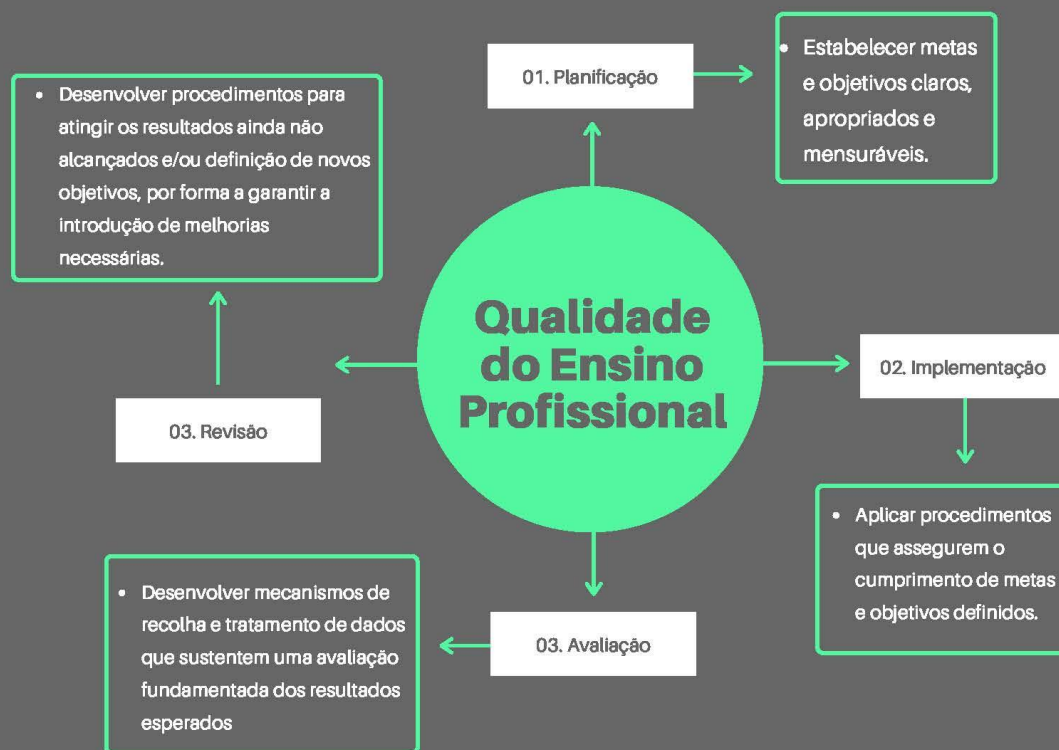 01. Planificação
• Estabelecer metas
e objetivos claros,
apropriados e
mensuráveis.
• Desenvolver procedimentos para
atingir os resultados ainda não
alcançados e/ou definição de novos
objetivos, por forma a garantir a
introdução de melhorias
necessárias.
Qualidade
do Ensino
Profissional
02. Implementação
03. Revisão
• Aplicar procedimentos
que assegurem o
cumprimento de metas
e objetivos definidos.
• Desenvolver mecanismos de
recolha e tratamento de dados
que sustentem uma avaliação
fundamentada dos resultados
esperados
03. Avaliação